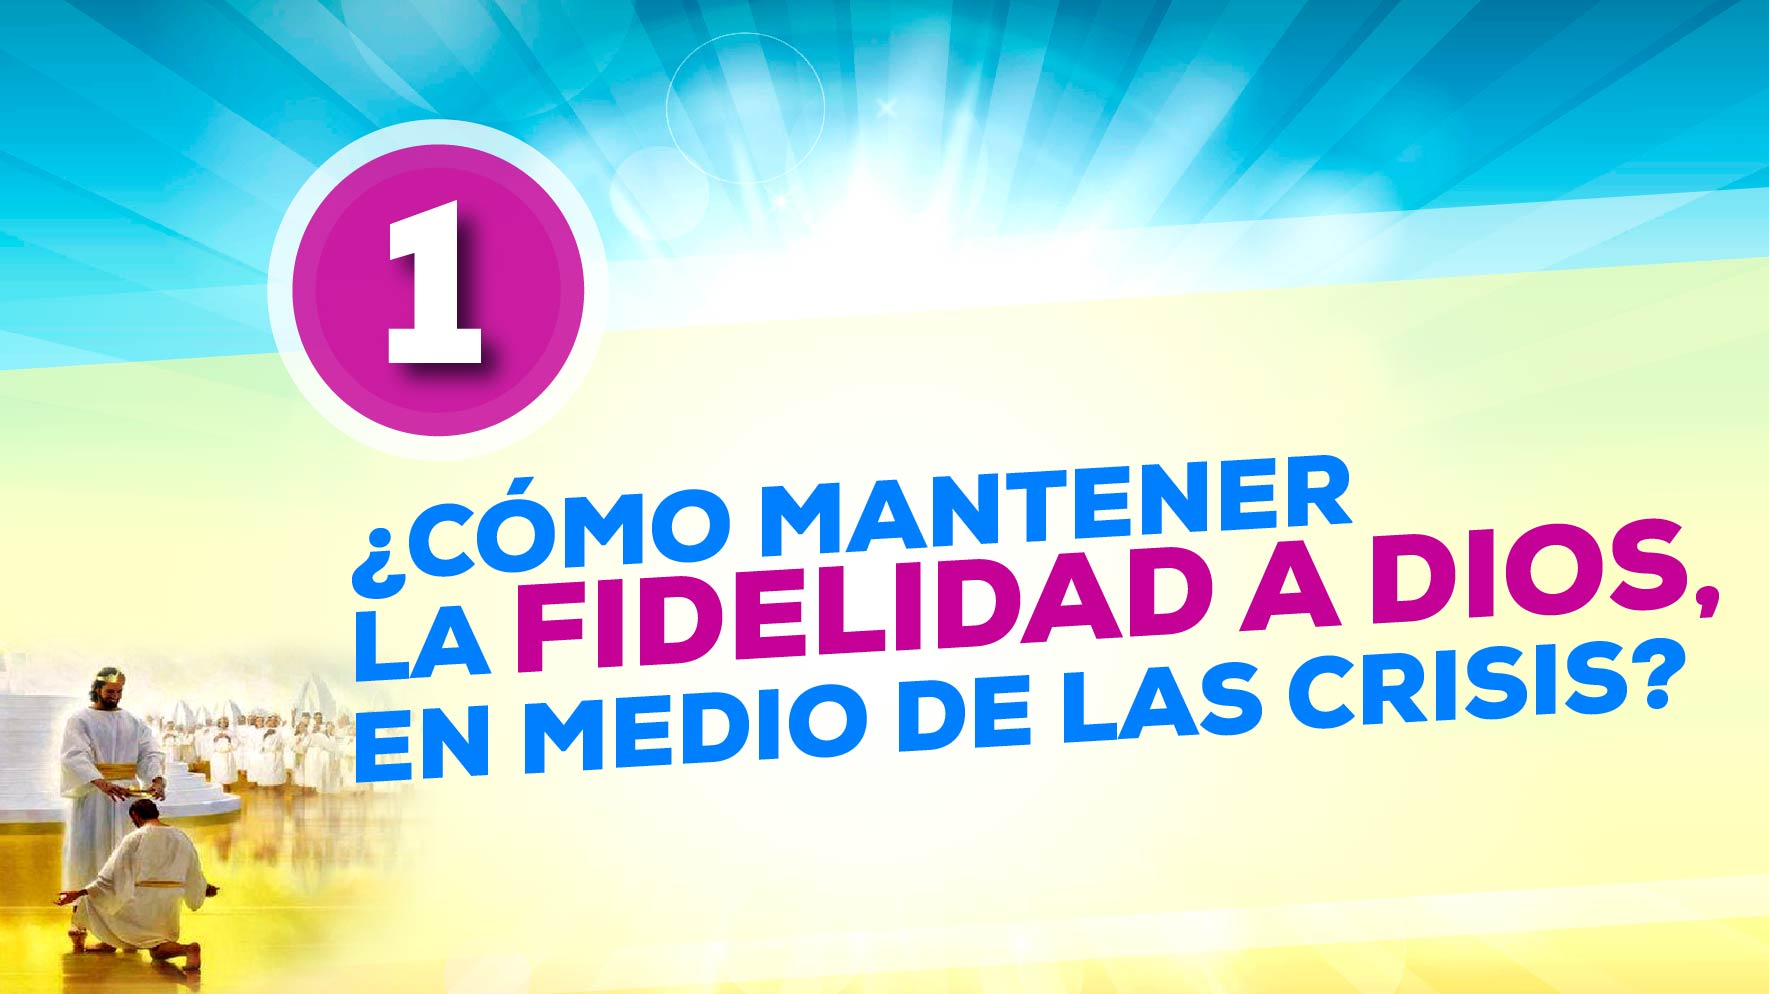 1
¿CÓMO MANTENER
LA FIDELIDAD A DIOS,
EN MEDIO DE LAS CRISIS?